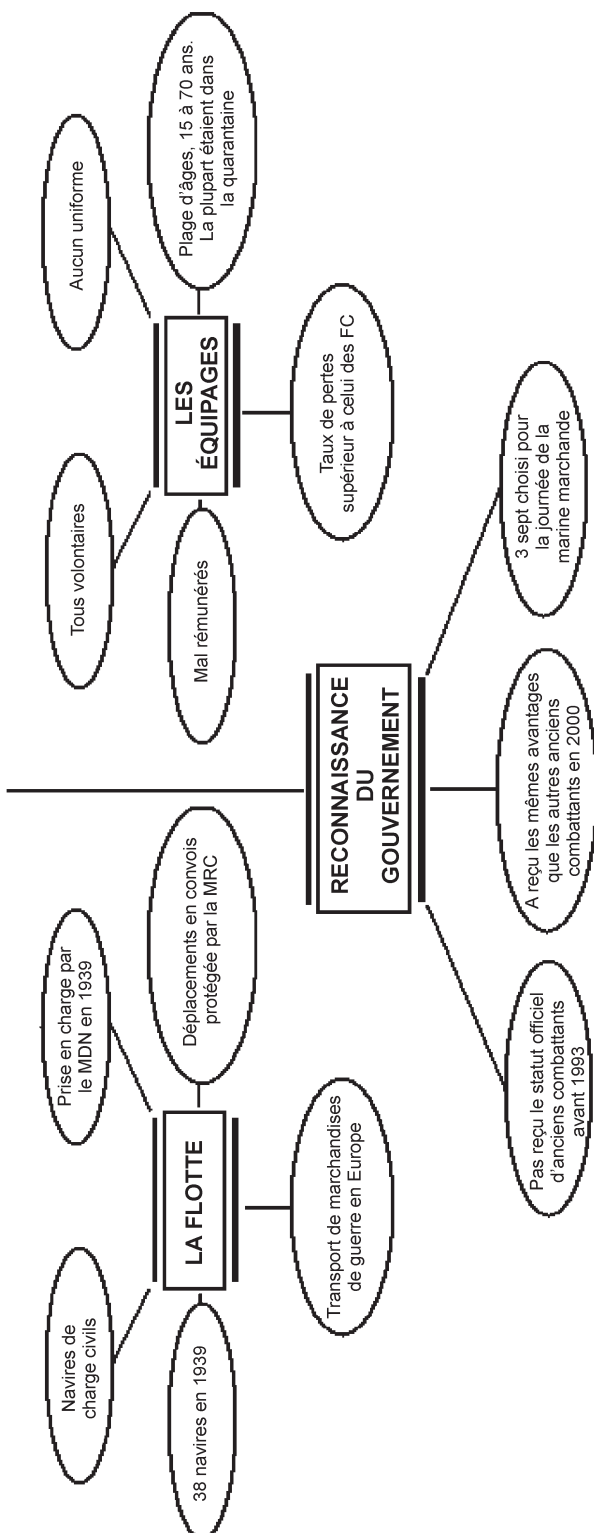 Navires de
charge civils
Prise en charge par
le MDN en 1939
38 navires en 1939
LA FLOTTE
Déplacements en convois
protégée par la MRC
Transport de marchandises
de guerre en Europe
Tous volontaires
Aucun uniforme
Mal rémunérés
LES
ÉQUIPAGES
Plage d'âges, 15 à 70 ans.
La plupart étaient dans
la quarantaine
Taux de pertes
supérieur à celui des FC
RECONNAISSANCE
DU
GOUVERNEMENT
Pas reçu le statut officiel
d'anciens combattants
avant 1993
A reçu les mêmes avantages
que les autres anciens
combattants en 2000
3 sept choisi pour
la journée de la
marine marchande